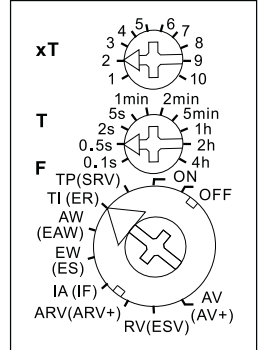 5 6
4 7
3 8
xT 2 9
1 10
1min 2min
T 5s 5min
2s 1h
0.5s 2h
0.1s 4h
F
TP(SRV) ON
TI (ER) OFF
AW
(EAW)
EW
(ES)
IA (IF) AV
ARV(ARV+) (AV+)
RV(ESV)